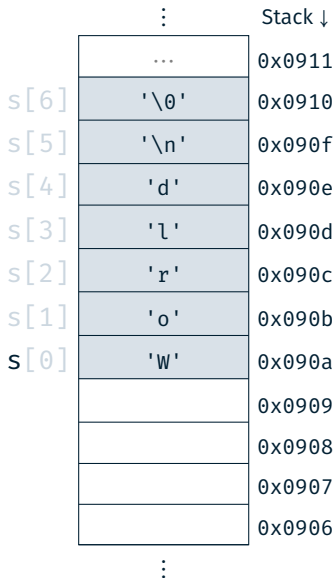 ⋮ Stack ↓
... 0x0911
s[6] '\0' 0x0910
s[5] '\n' 0x090f
s[4] 'd' 0x090e
s[3] 'l' 0x090d
s[2] 'r' 0x090c
s[1] 'o' 0x090b
s[0] 'W' 0x090a
0x0909
0x0908
0x0907
0x0906
⋮